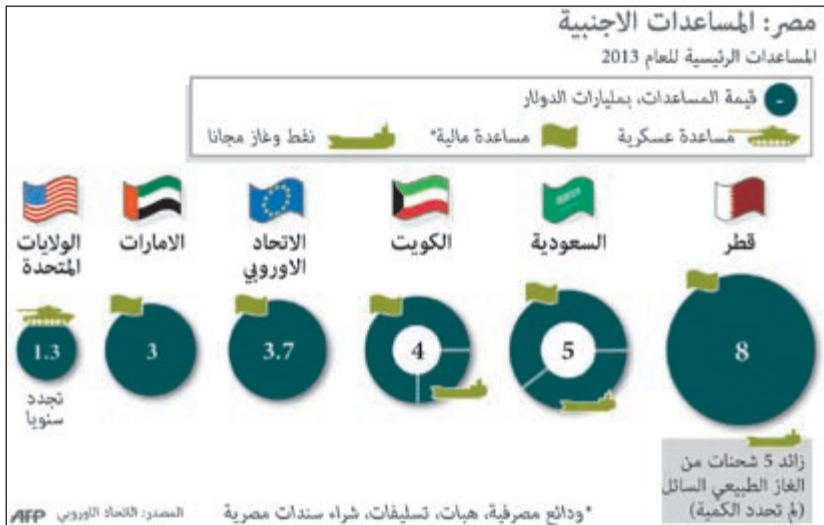 مصر: المساعدات الاجنبية
المساعدات الرئيسية للعام 2013
- قيمة المساعدات، بمليارات الدولار
مساعدة عسكرية مساعدة مالية* نفط وغاز مجانا
قطر السعودية الكويت الاتحاد الاوروبي الامارات الولايات المتحدة
8 5 4 3.7 3 1.3
تجدد
سنويا
زائد 5 شحنات من
الغاز الطبيعي السائل
(لم تحدد الكمية)
*ودائع مصرفية، هبات، تسليفات، شراء سندات مصرية
المصدر: الاتحاد الاوروبي AFP